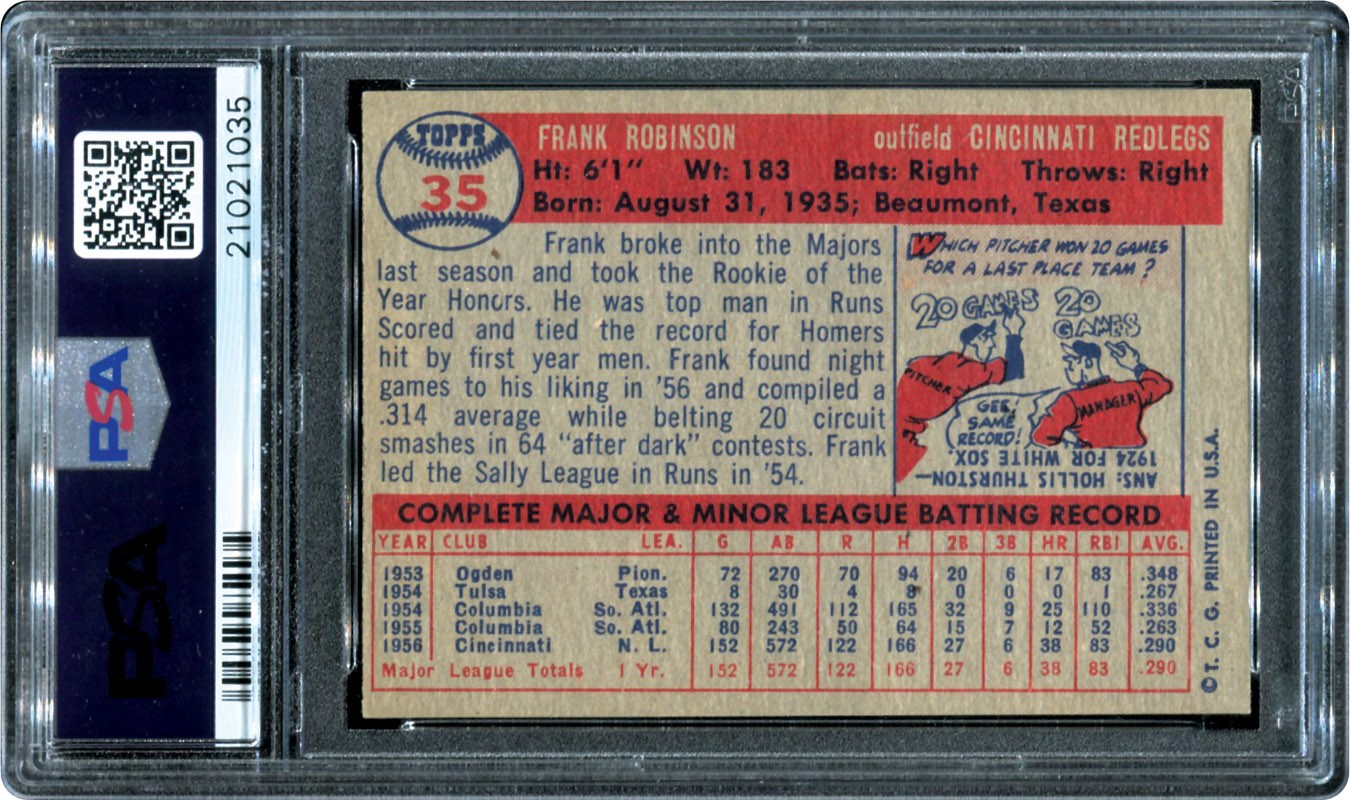 PSA
21021035
PSA
TOPPS
35
FRANK ROBINSON outfield CINCINNATI REDLEGS
Ht: 6'1" Wt: 183 Bats: Right Throws: Right
Born: August 31, 1935; Beaumont, Texas
Frank broke into the Majors
last season and took the Rookie of the
Year Honors. He was top man in Runs
Scored and tied the record for Homers
hit by first year men. Frank found night
games to his liking in '56 and compiled a
.314 average while belting 20 circuit
smashes in 64 "after dark" contests. Frank
led the Sally League in Runs in '54.
WHICH PITCHER WON 20 GAMES
FOR A LAST PLACE TEAM?
20 GAMES
20
GAMES
PITCHER
MANAGER
GEE,
SAME
RECORD!
ANS: HOLLIS THURSTON—
1924 FOR WHITE SOX.
COMPLETE MAJOR & MINOR LEAGUE BATTING RECORD
YEAR CLUB LEA. G AB R H 2B 3B HR RBI AVG.
1953 Ogden Pion. 72 270 70 94 20 6 17 83 .348
1954 Tulsa Texas 8 30 4 8 0 0 0 1 .267
1954 Columbia So. Atl. 132 491 112 165 32 9 25 110 .336
1955 Columbia So. Atl. 80 243 50 64 15 7 12 52 .263
1956 Cincinnati N. L. 152 572 122 166 27 6 38 83 .290
Major League Totals 1 Yr. 152 572 122 166 27 6 38 83 .290
© T. C. G. PRINTED IN U.S.A.
PSA